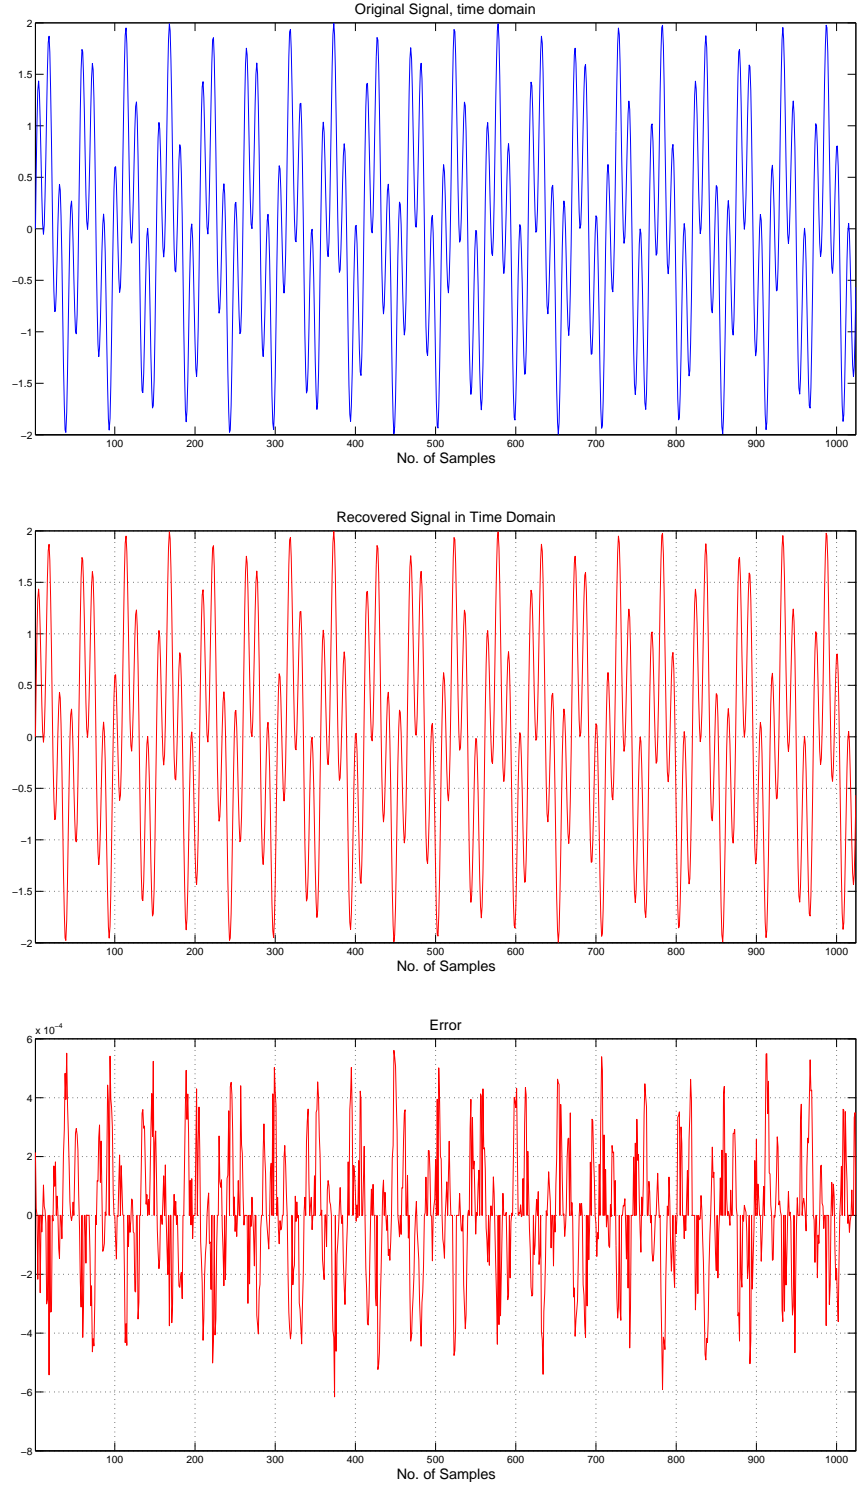 Original Signal, time domain
2
1.5
1
0.5
0
−0.5
−1
−1.5
−2
100 200 300 400 500 600 700 800 900 1000
No. of Samples
Recovered Signal in Time Domain
2
1.5
1
0.5
0
−0.5
−1
−1.5
−2
100 200 300 400 500 600 700 800 900 1000
No. of Samples
Error
x 10⁻⁴
6
4
2
0
−2
−4
−6
−8
100 200 300 400 500 600 700 800 900 1000
No. of Samples